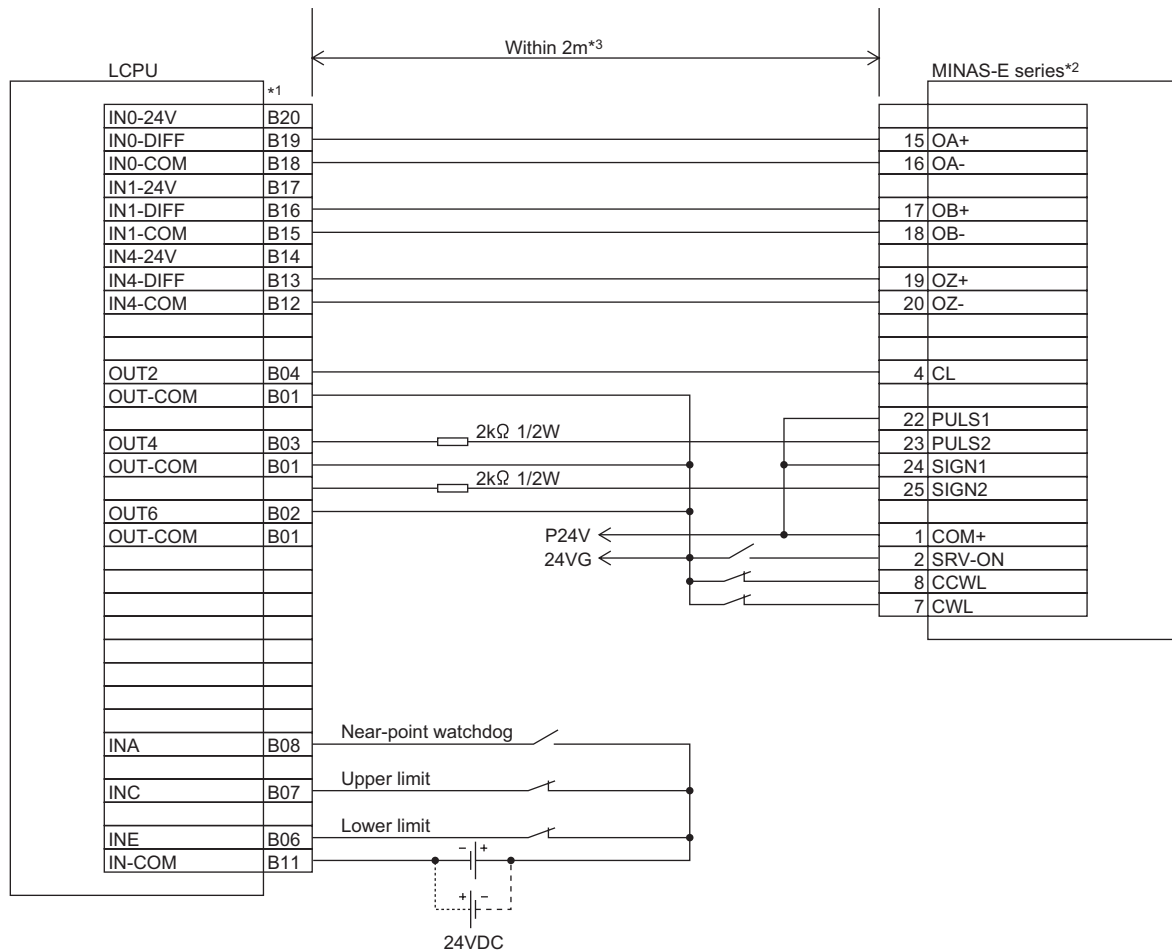 Within 2m*3
LCPU
MINAS-E series*2
*1
IN0-24V B20
IN0-DIFF B19 15 OA+
IN0-COM B18 16 OA-
IN1-24V B17
IN1-DIFF B16 17 OB+
IN1-COM B15 18 OB-
IN4-24V B14
IN4-DIFF B13 19 OZ+
IN4-COM B12 20 OZ-
OUT2 B04 4 CL
OUT-COM B01
22 PULS1
OUT4 B03 2kΩ 1/2W 23 PULS2
OUT-COM B01 24 SIGN1
2kΩ 1/2W 25 SIGN2
OUT6 B02
OUT-COM B01 P24V 1 COM+
24VG 2 SRV-ON
8 CCWL
7 CWL
INA B08 Near-point watchdog
INC B07 Upper limit
INE B06 Lower limit
IN-COM B11 - +
+ -
24VDC